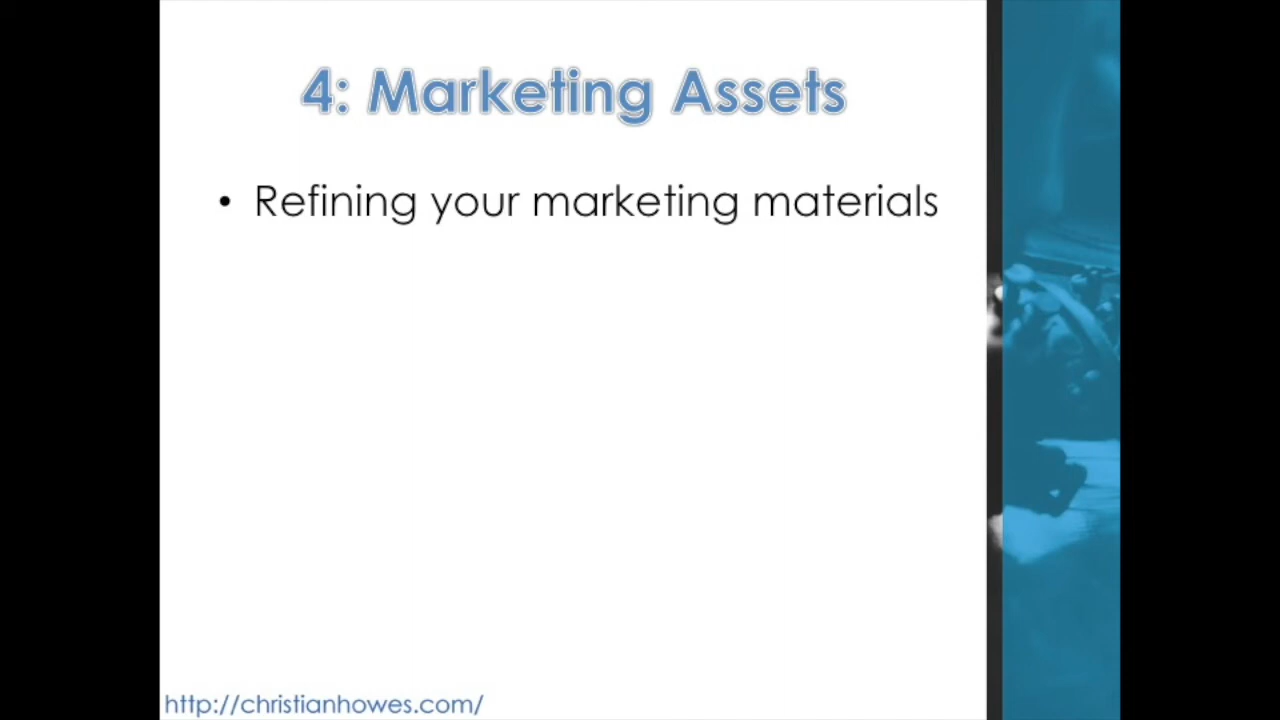 4: Marketing Assets
• Refining your marketing materials
http://christianhowes.com/